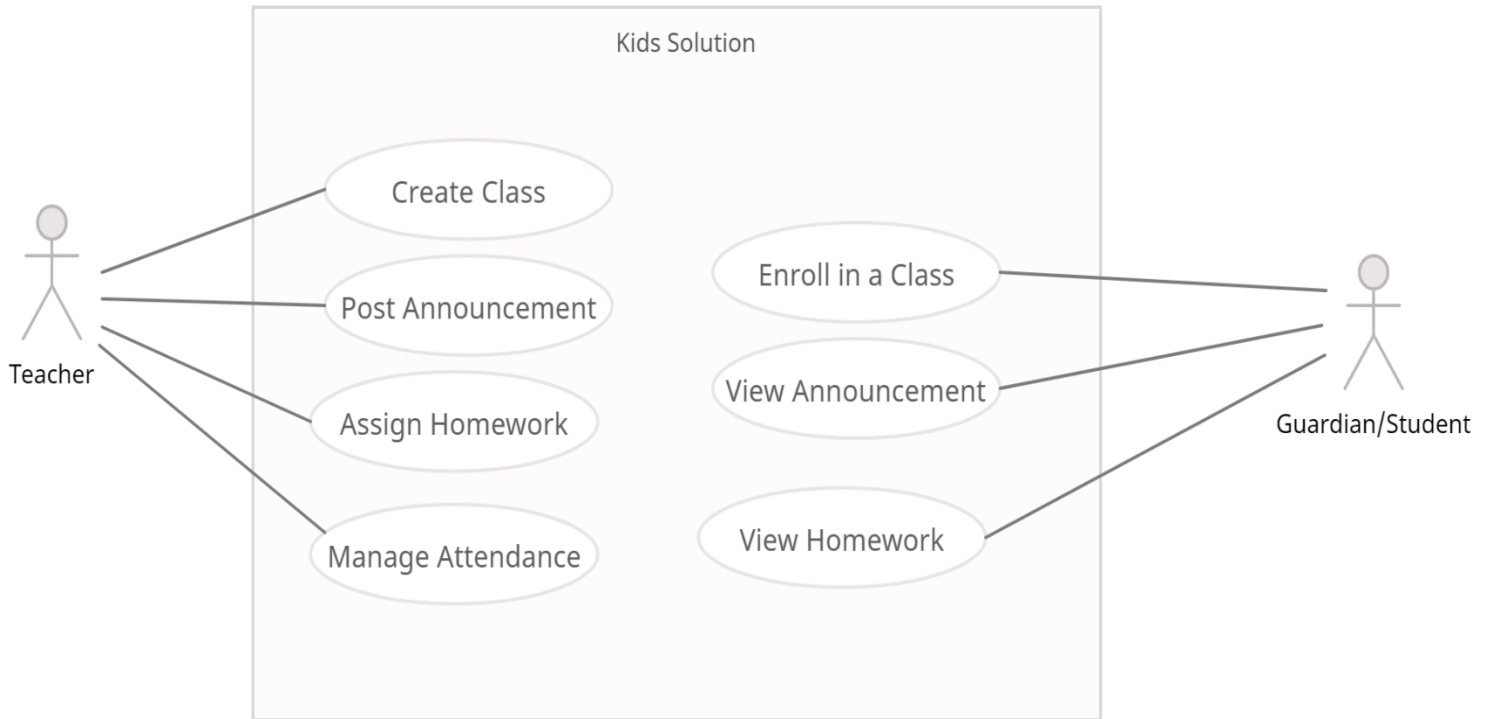 Kids Solution
Create Class
Post Announcement
Assign Homework
Manage Attendance
Enroll in a Class
View Announcement
View Homework
Teacher
Guardian/Student